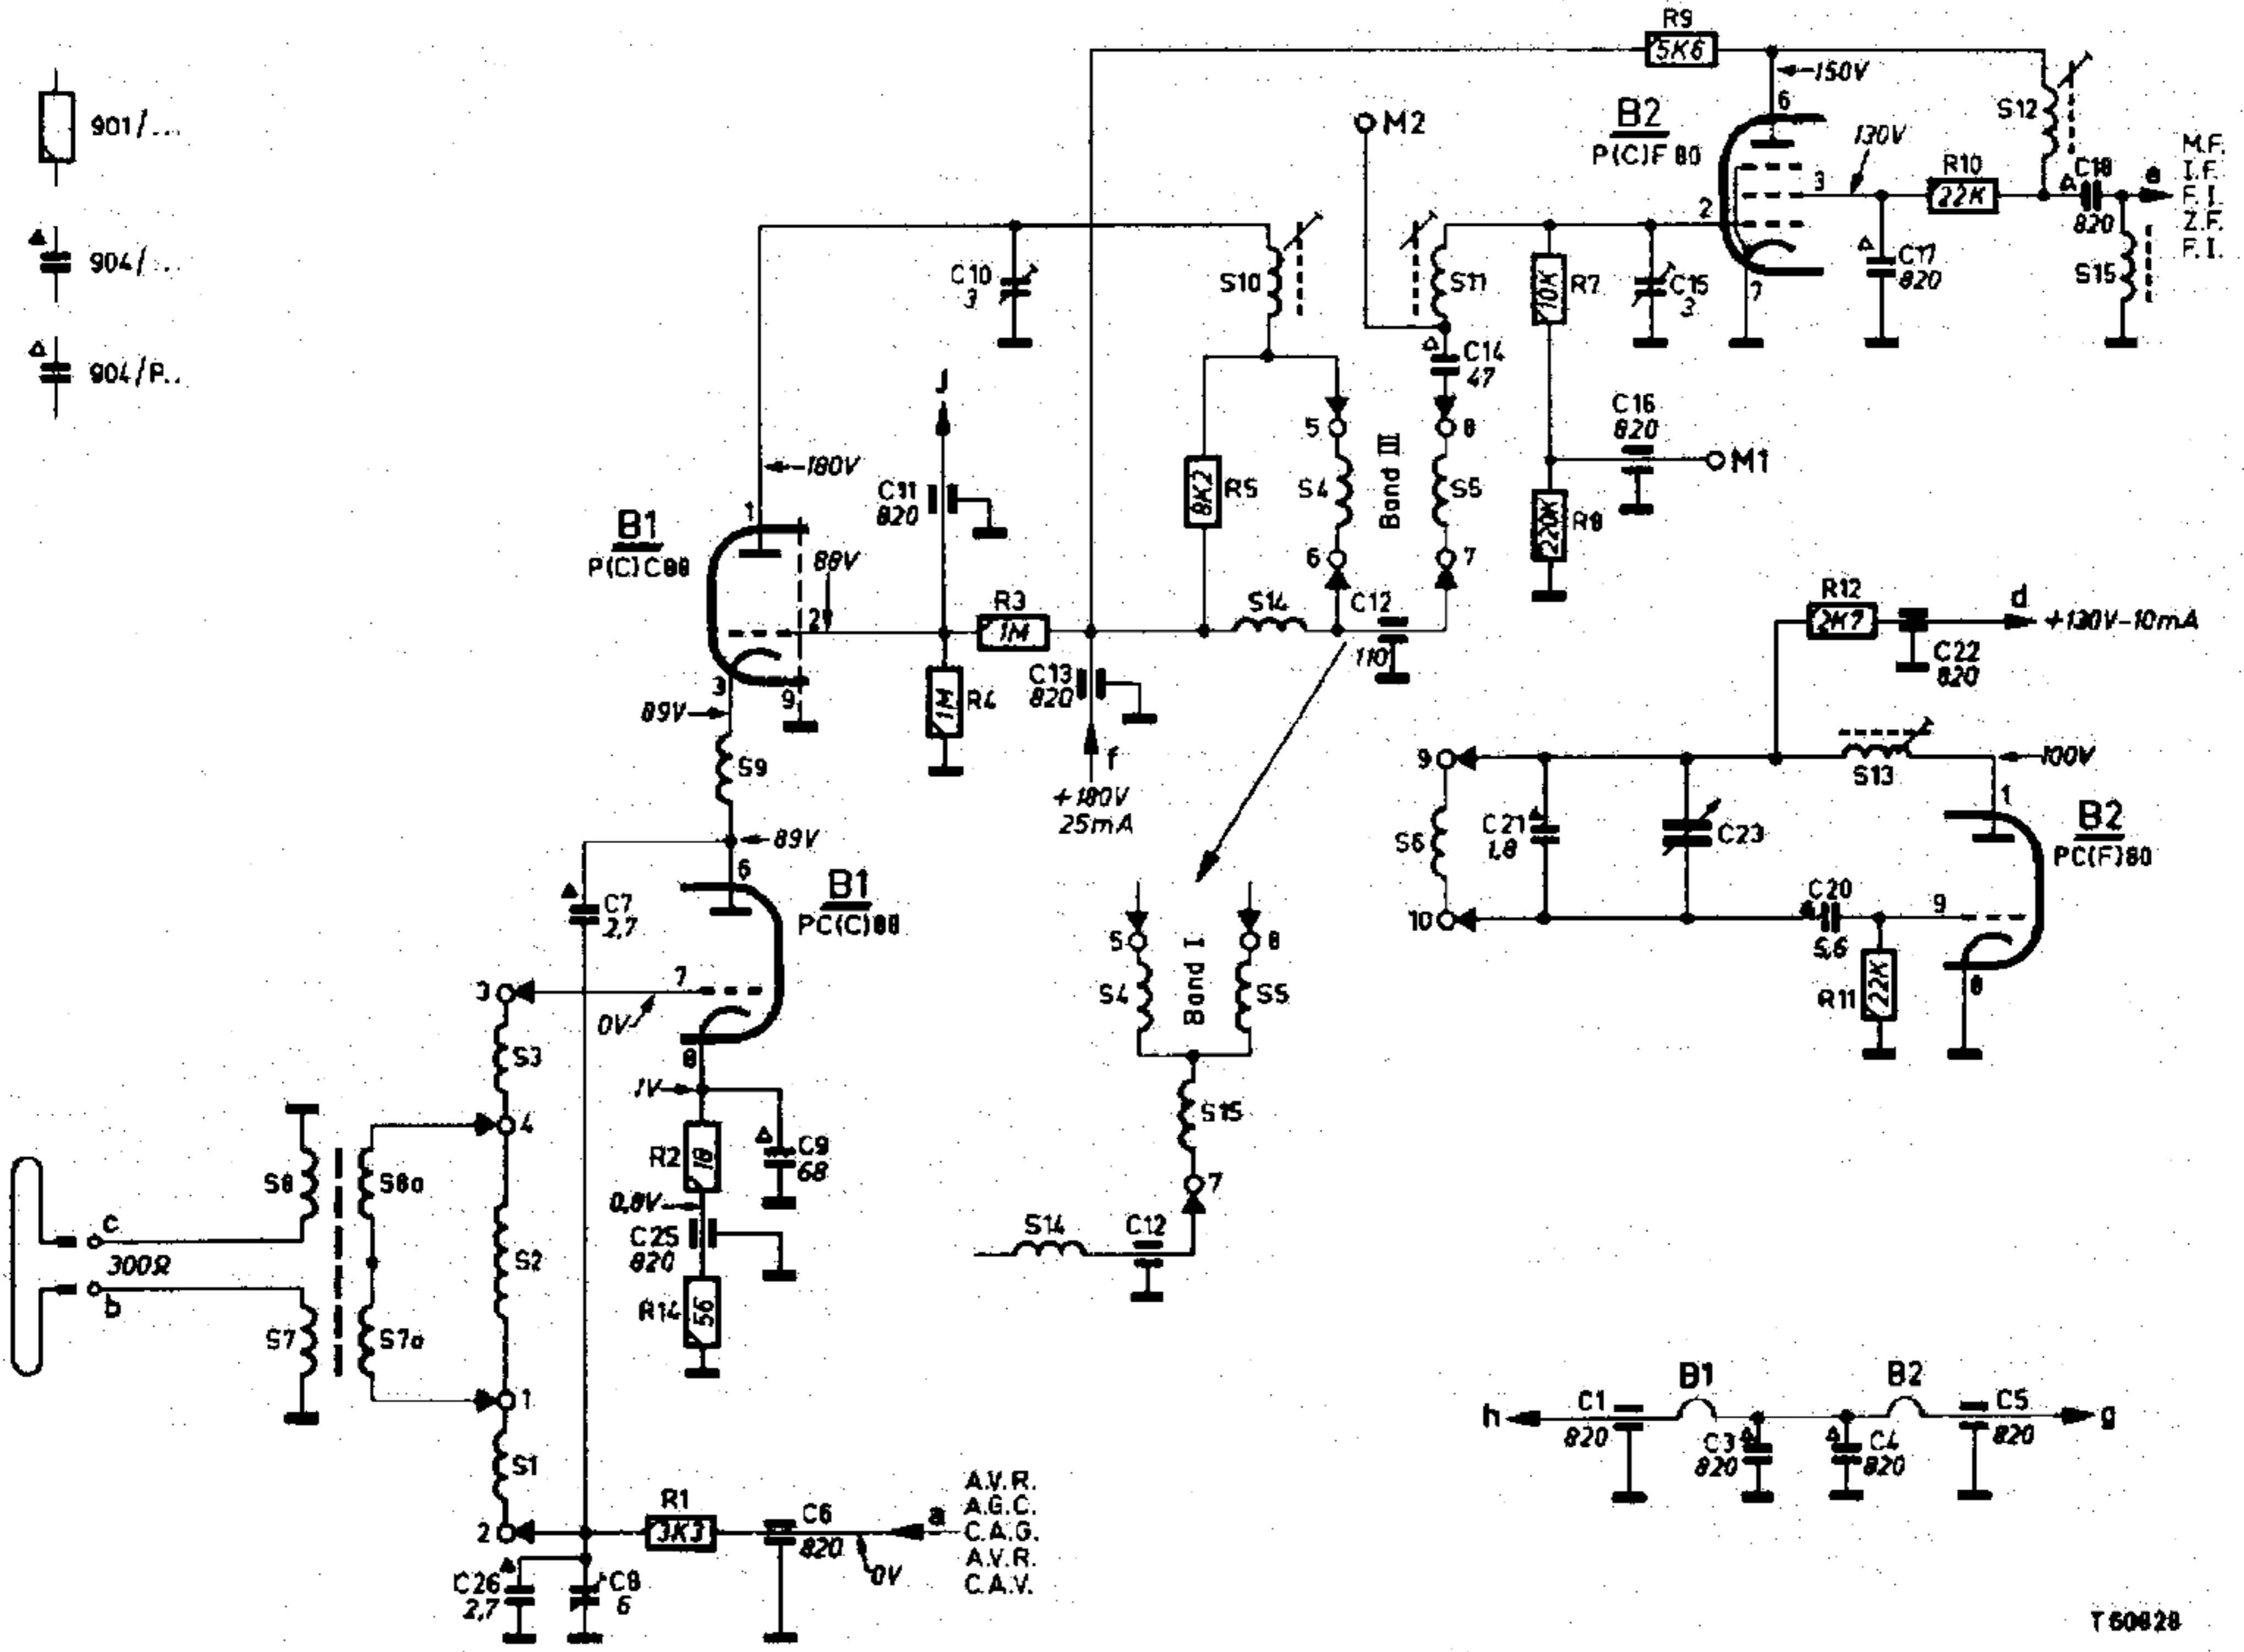 901/...
904/...
904/P..
R9
5K6
150V
6
B2
P(C)F 80
130V
3
2
7
R10
22K
S12
C18
820
e
M.F.
I.F.
F.I.
Z.F.
F.I.
C17
820
S15
M2
C10
3
S10
S11
10K
R7
C15
3
C14
47
J
5
8
Band III
S4
S5
6
7
C16
820
M1
220K
R8
180V
C11
820
1
B1
P(C)C88
88V
2
3
9
8K2
R5
R3
1M
S14
C12
110
R4
1M
C13
820
f
+180V
25mA
89V
S9
89V
6
B1
PC(C)88
C7
2,7
R12
2K7
d
+130V-10mA
C22
820
9
S13
100V
1
B2
PC(F)80
S6
C21
1,8
C23
C20
5,6
9
10
R11
22K
8
3
7
0V
S3
8
1V
4
R2
18
C9
68
0,8V
C25
820
R14
56
5
8
Band I
S4
S5
S15
7
S14
C12
S8
S8a
c
300Ω
b
S7
S7a
S2
1
S1
2
R1
3K3
C6
820
0V
a
A.V.R.
A.G.C.
C.A.G.
A.V.R.
C.A.V.
C26
2,7
C8
6
h
C1
820
B1
B2
C5
820
g
C3
820
C4
820
T60828